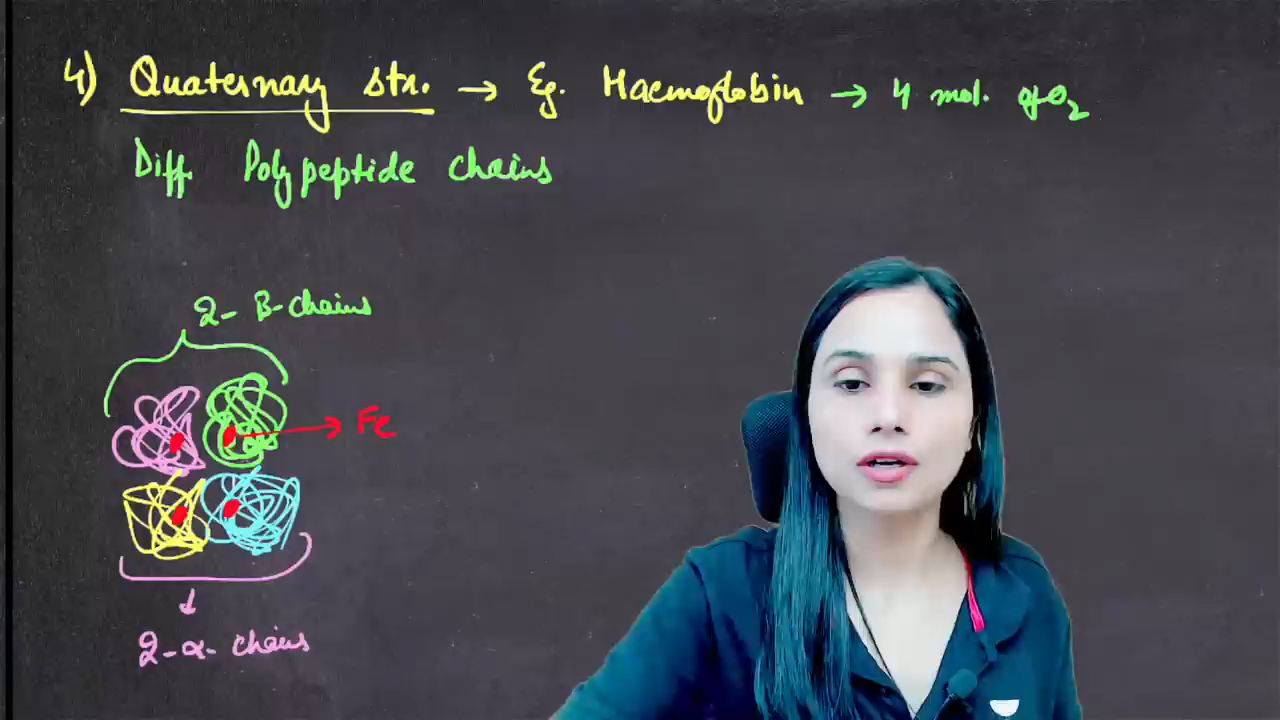 4) Quaternary str. → Eg. Haemoglobin → 4 mol. of O2
Diff. Polypeptide chains
2-β-chains
→ Fe
2-α-chains